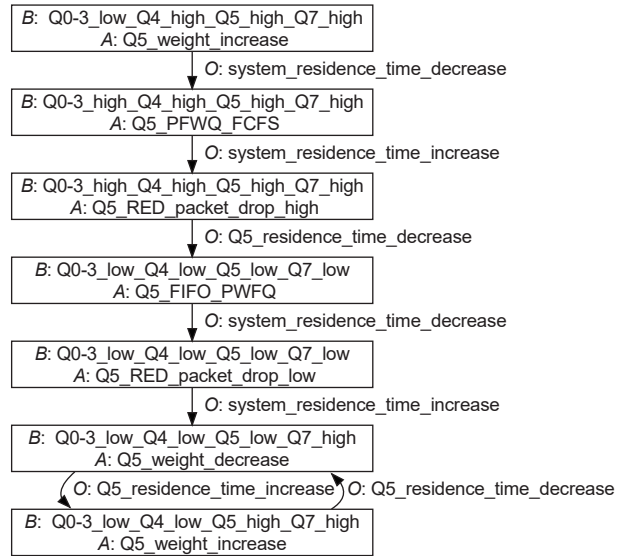 B: Q0-3_low_Q4_high_Q5_high_Q7_high
A: Q5_weight_increase
O: system_residence_time_decrease
B: Q0-3_high_Q4_high_Q5_high_Q7_high
A: Q5_PFWQ_FCFS
O: system_residence_time_increase
B: Q0-3_high_Q4_high_Q5_high_Q7_high
A: Q5_RED_packet_drop_high
O: Q5_residence_time_decrease
B: Q0-3_low_Q4_low_Q5_low_Q7_low
A: Q5_FIFO_PWFQ
O: system_residence_time_decrease
B: Q0-3_low_Q4_low_Q5_low_Q7_low
A: Q5_RED_packet_drop_low
O: system_residence_time_increase
B: Q0-3_low_Q4_low_Q5_low_Q7_high
A: Q5_weight_decrease
O: Q5_residence_time_increase O: Q5_residence_time_decrease
B: Q0-3_low_Q4_low_Q5_high_Q7_high
A: Q5_weight_increase